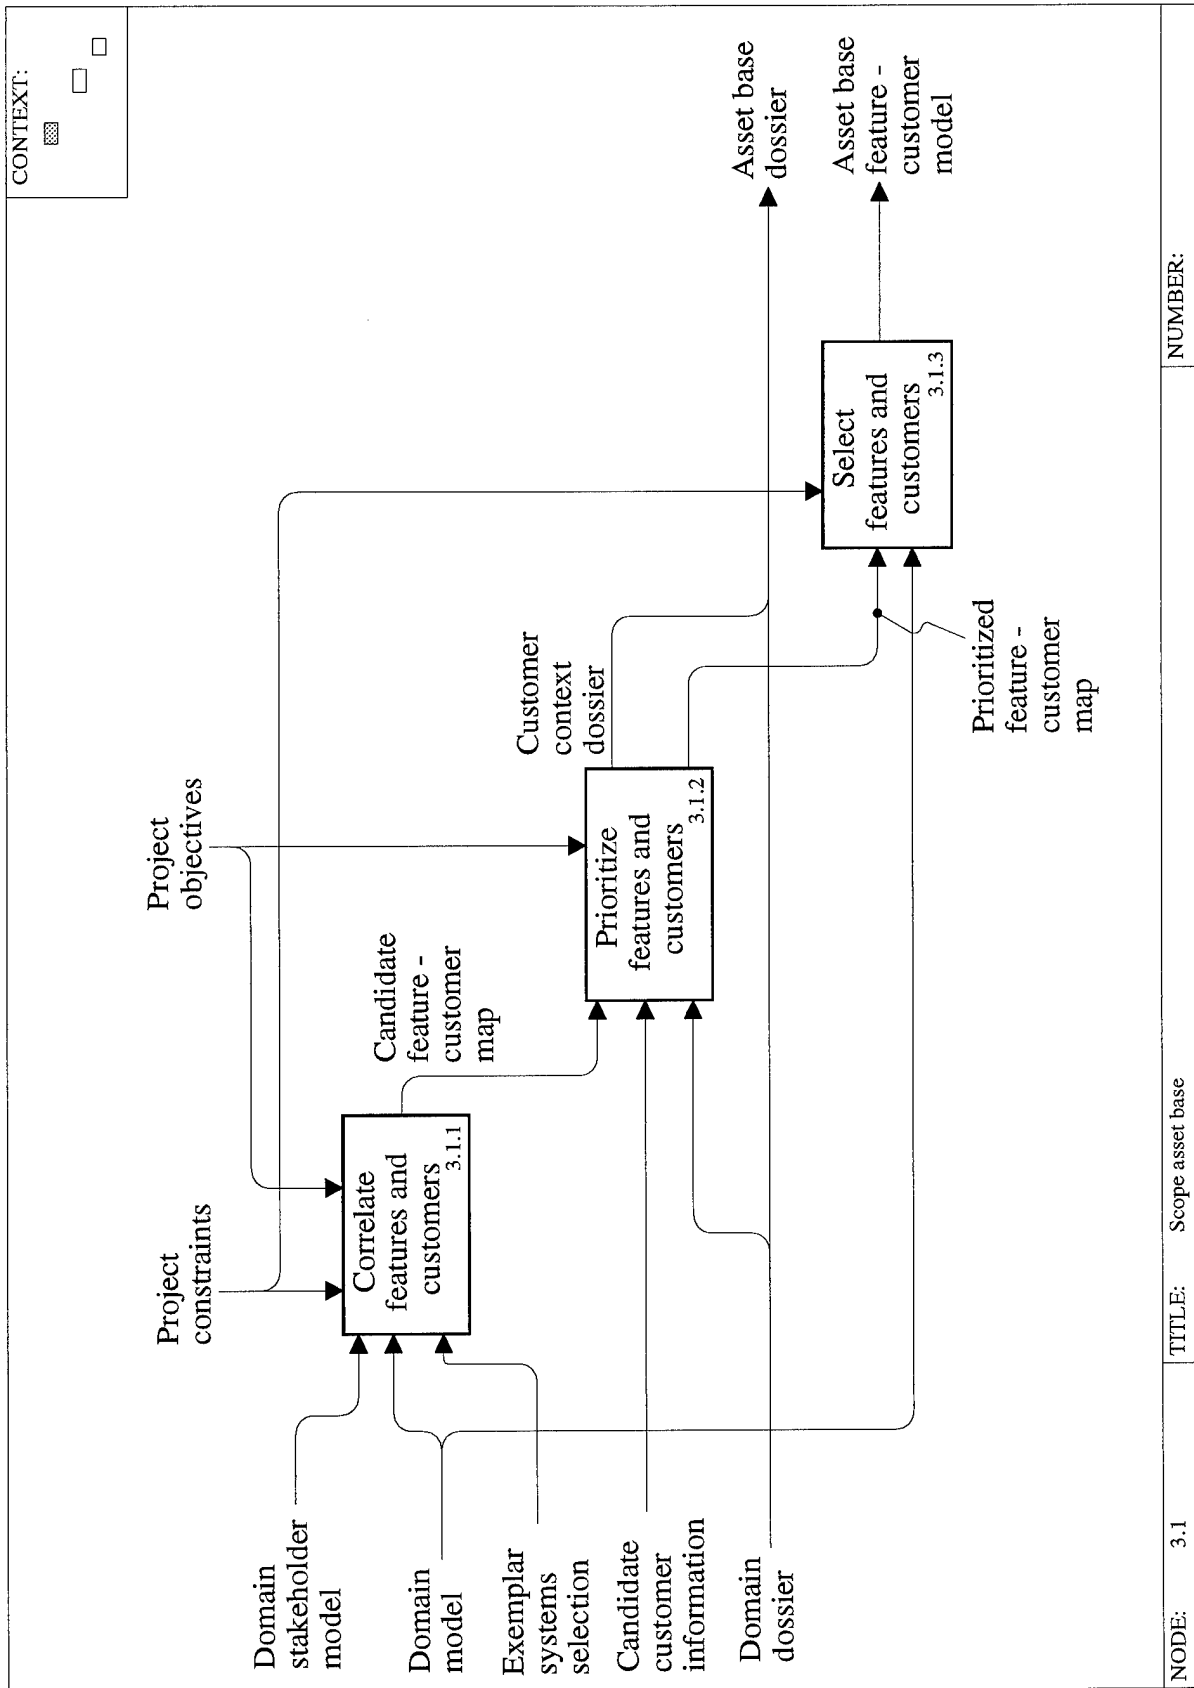 CONTEXT:
Project
constraints
Project
objectives
Domain
stakeholder
model
Domain
model
Exemplar
systems
selection
Candidate
customer
information
Domain
dossier
Correlate
features and
customers
3.1.1
Candidate
feature -
customer
map
Prioritize
features and
customers
3.1.2
Customer
context
dossier
Prioritized
feature -
customer
map
Select
features and
customers
3.1.3
Asset base
dossier
Asset base
feature -
customer
model
NODE: 3.1
TITLE: Scope asset base
NUMBER: